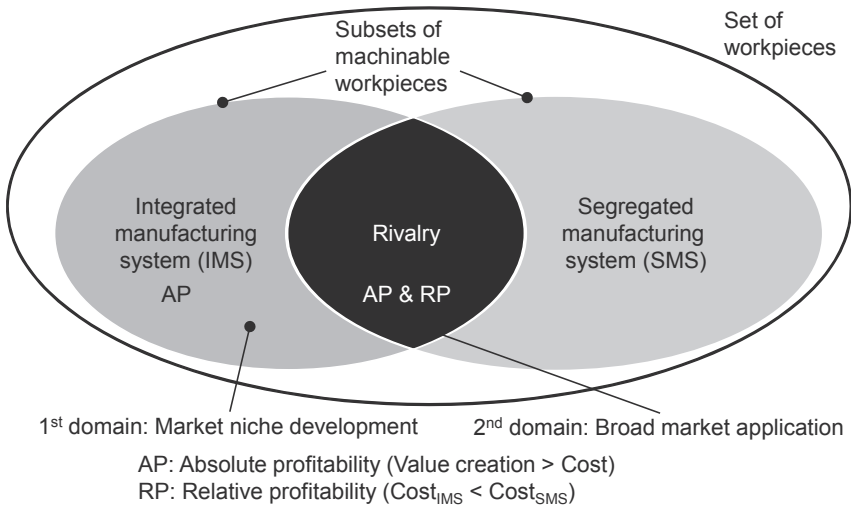 Subsets of
machinable
workpieces
Set of
workpieces
Integrated
manufacturing
system (IMS)
AP
Rivalry
AP & RP
Segregated
manufacturing
system (SMS)
1st domain: Market niche development
2nd domain: Broad market application
AP: Absolute profitability (Value creation > Cost)
RP: Relative profitability (CostIMS < CostSMS)